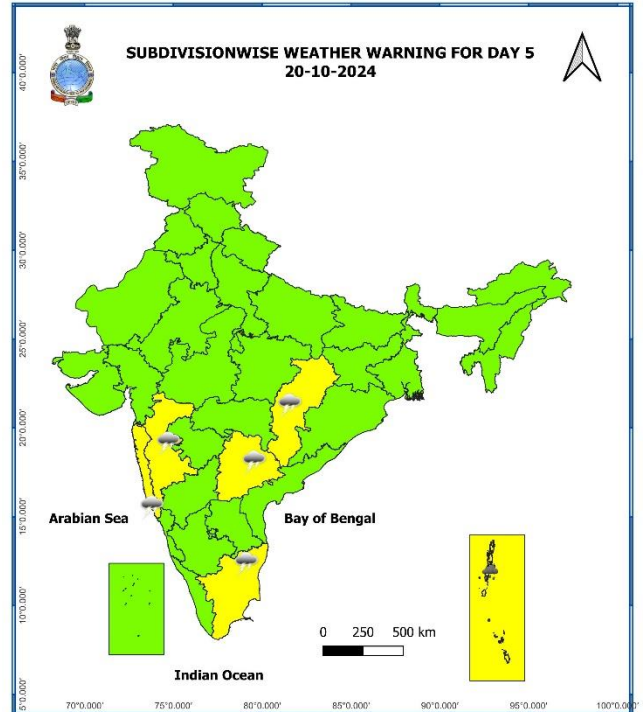 SUBDIVISIONWISE WEATHER WARNING FOR DAY 5
20-10-2024
40°0.000'
35°0.000'
30°0.000'
25°0.000'
20°0.000'
15°0.000'
10°0.000'
5°0.000'
Arabian Sea
Bay of Bengal
0 250 500 km
Indian Ocean
70°0.000' 75°0.000' 80°0.000' 85°0.000' 90°0.000' 95°0.000' 100°0.000'